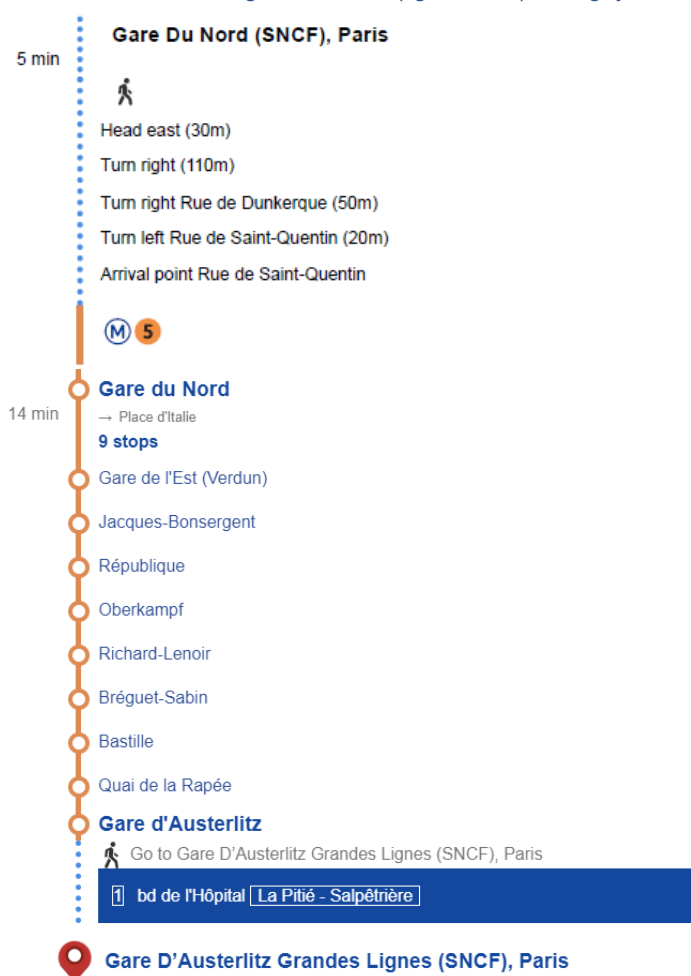 Gare Du Nord (SNCF), Paris
5 min
Head east (30m)
Turn right (110m)
Turn right Rue de Dunkerque (50m)
Turn left Rue de Saint-Quentin (20m)
Arrival point Rue de Saint-Quentin
M 5
Gare du Nord
14 min
→ Place d'Italie
9 stops
Gare de l'Est (Verdun)
Jacques-Bonsergent
République
Oberkampf
Richard-Lenoir
Bréguet-Sabin
Bastille
Quai de la Rapée
Gare d'Austerlitz
Go to Gare D'Austerlitz Grandes Lignes (SNCF), Paris
1 bd de l'Hôpital La Pitié - Salpêtrière
Gare D'Austerlitz Grandes Lignes (SNCF), Paris